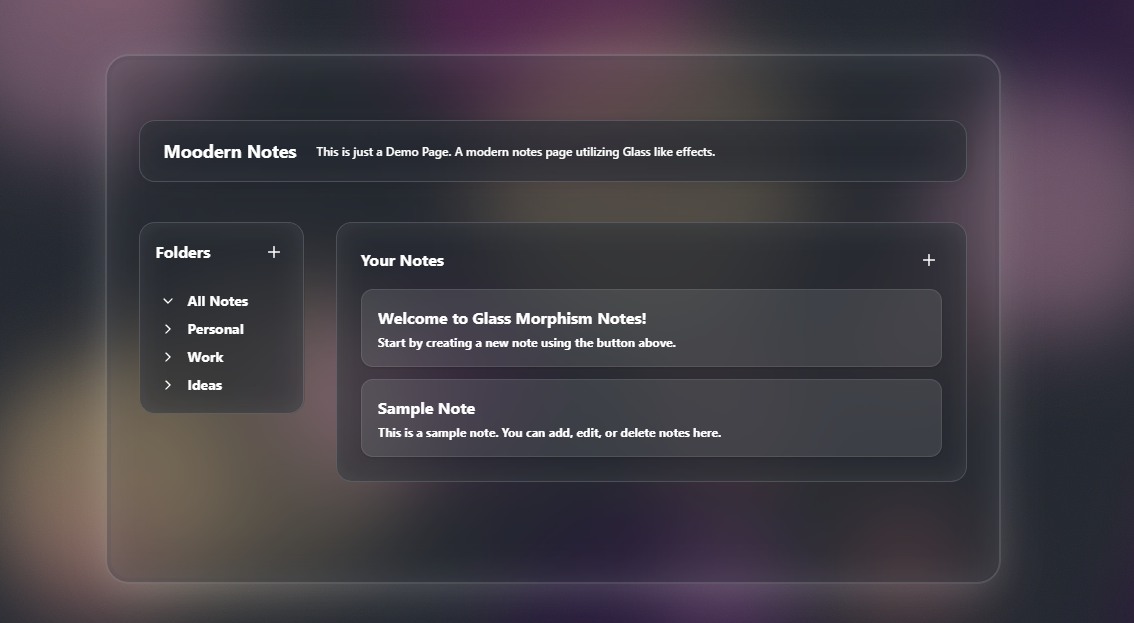 Moodern Notes
This is just a Demo Page. A modern notes page utilizing Glass like effects.
Folders
All Notes
Personal
Work
Ideas
Your Notes
Welcome to Glass Morphism Notes!
Start by creating a new note using the button above.
Sample Note
This is a sample note. You can add, edit, or delete notes here.